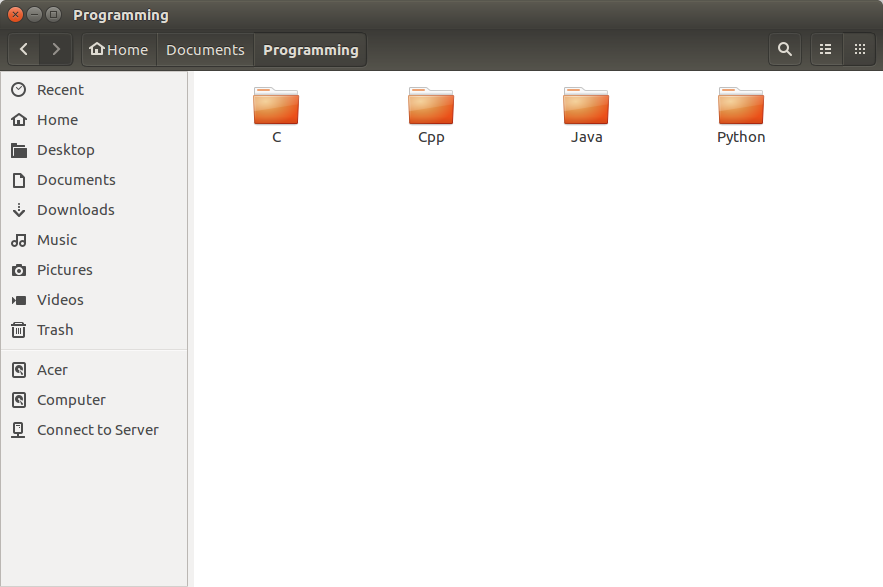 Programming
Home Documents Programming
Recent
Home
Desktop
Documents
Downloads
Music
Pictures
Videos
Trash
Acer
Computer
Connect to Server
C Cpp Java Python